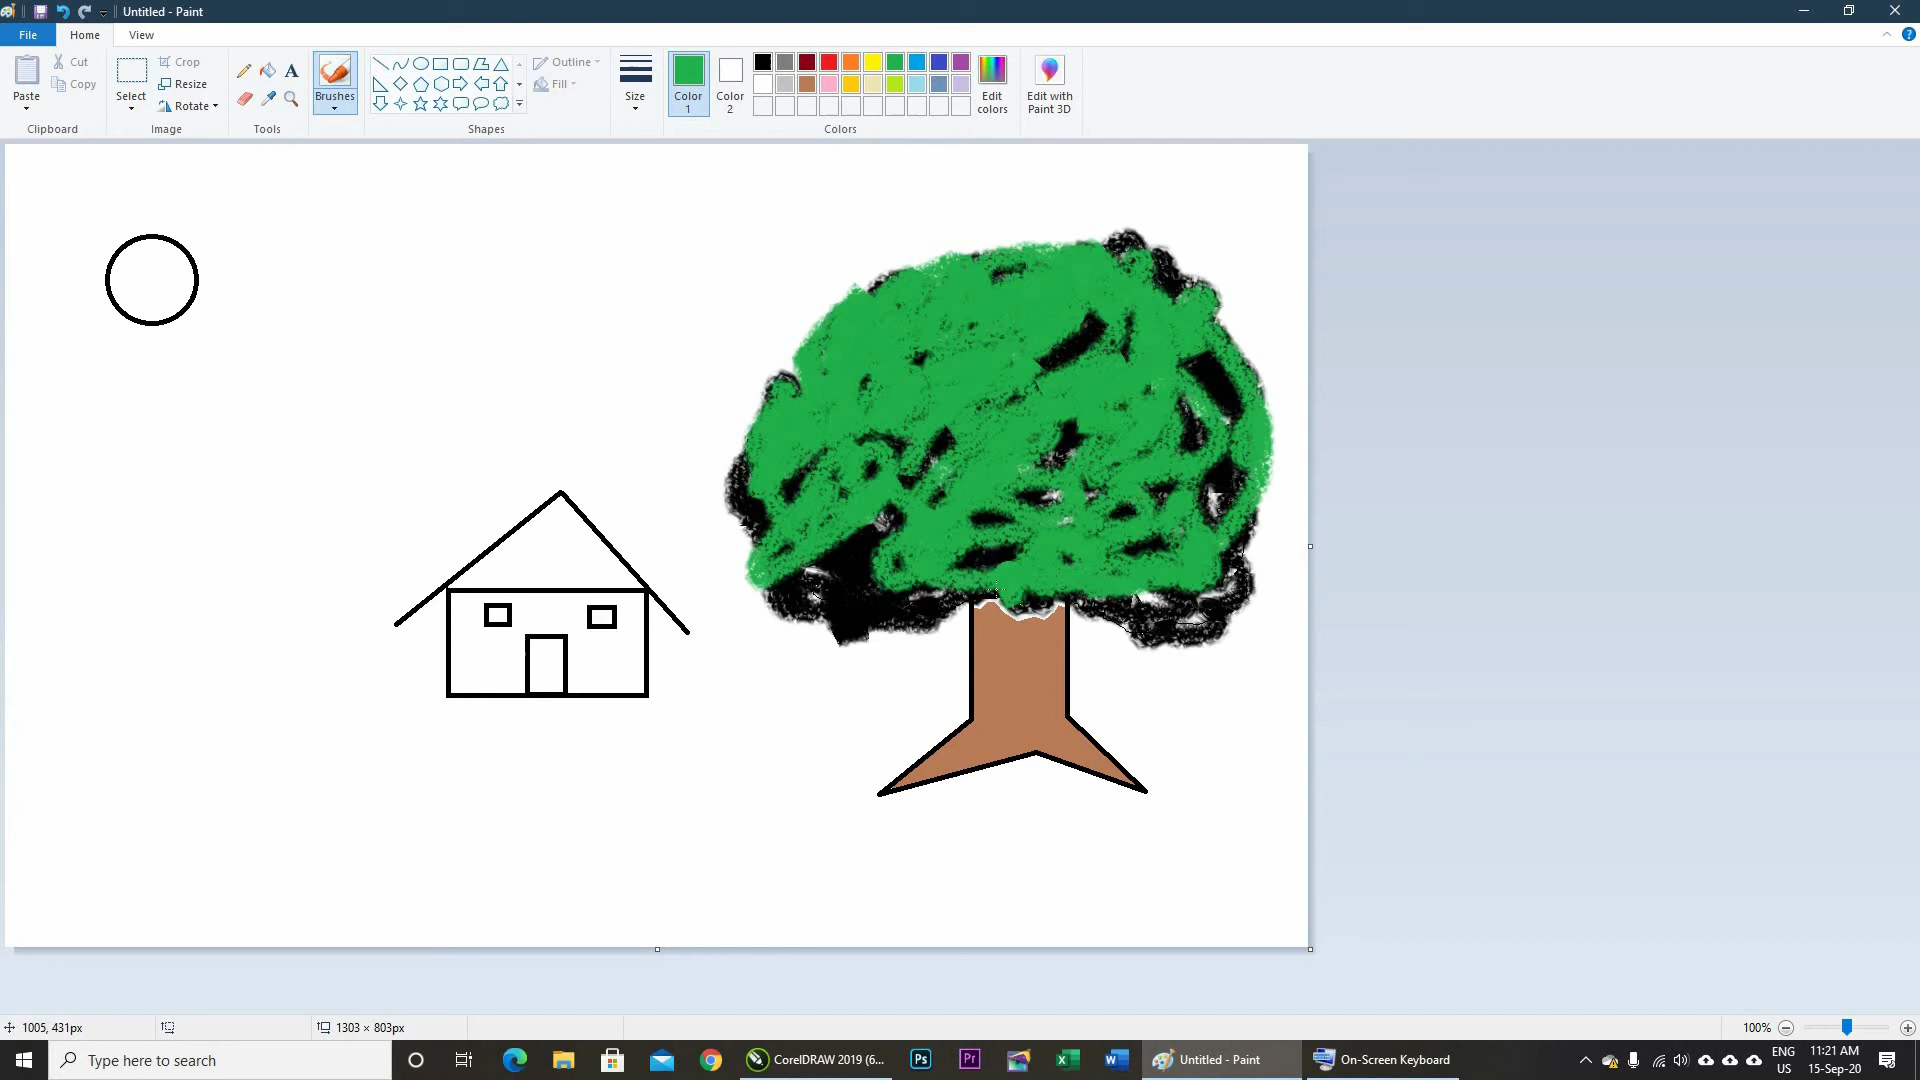 Untitled - Paint
File
Home
View
Paste
Cut
Copy
Clipboard
Select
Crop
Resize
Rotate
Image
A
Tools
Brushes
Outline
Fill
Shapes
Size
Color
1
Color
2
Edit
colors
Colors
Edit with
Paint 3D
?
1005, 431px
1303 × 803px
100%
Type here to search
CorelDRAW 2019 (6...
Ps
Pr
Untitled - Paint
On-Screen Keyboard
ENG
US
11:21 AM
15-Sep-20